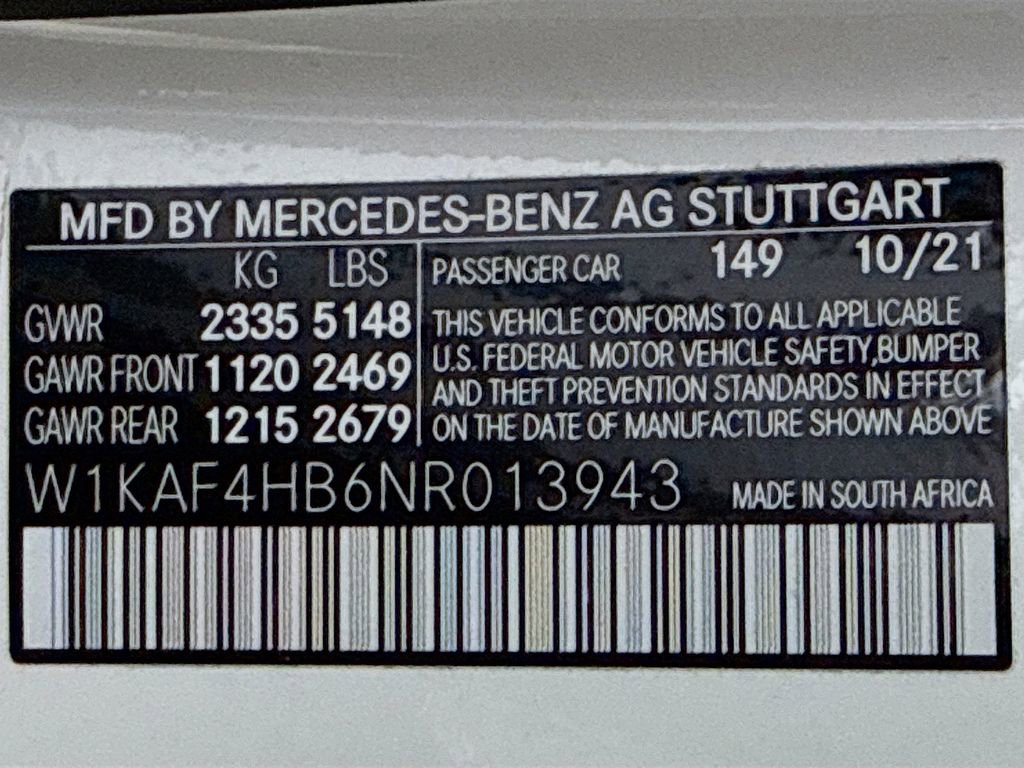 MFD BY MERCEDES-BENZ AG STUTTGART
KG LBS
GVWR 2335 5148
GAWR FRONT 1120 2469
GAWR REAR 1215 2679
PASSENGER CAR 149 10/21
THIS VEHICLE CONFORMS TO ALL APPLICABLE
U.S. FEDERAL MOTOR VEHICLE SAFETY,BUMPER
AND THEFT PREVENTION STANDARDS IN EFFECT
ON THE DATE OF MANUFACTURE SHOWN ABOVE
W1KAF4HB6NR013943 MADE IN SOUTH AFRICA